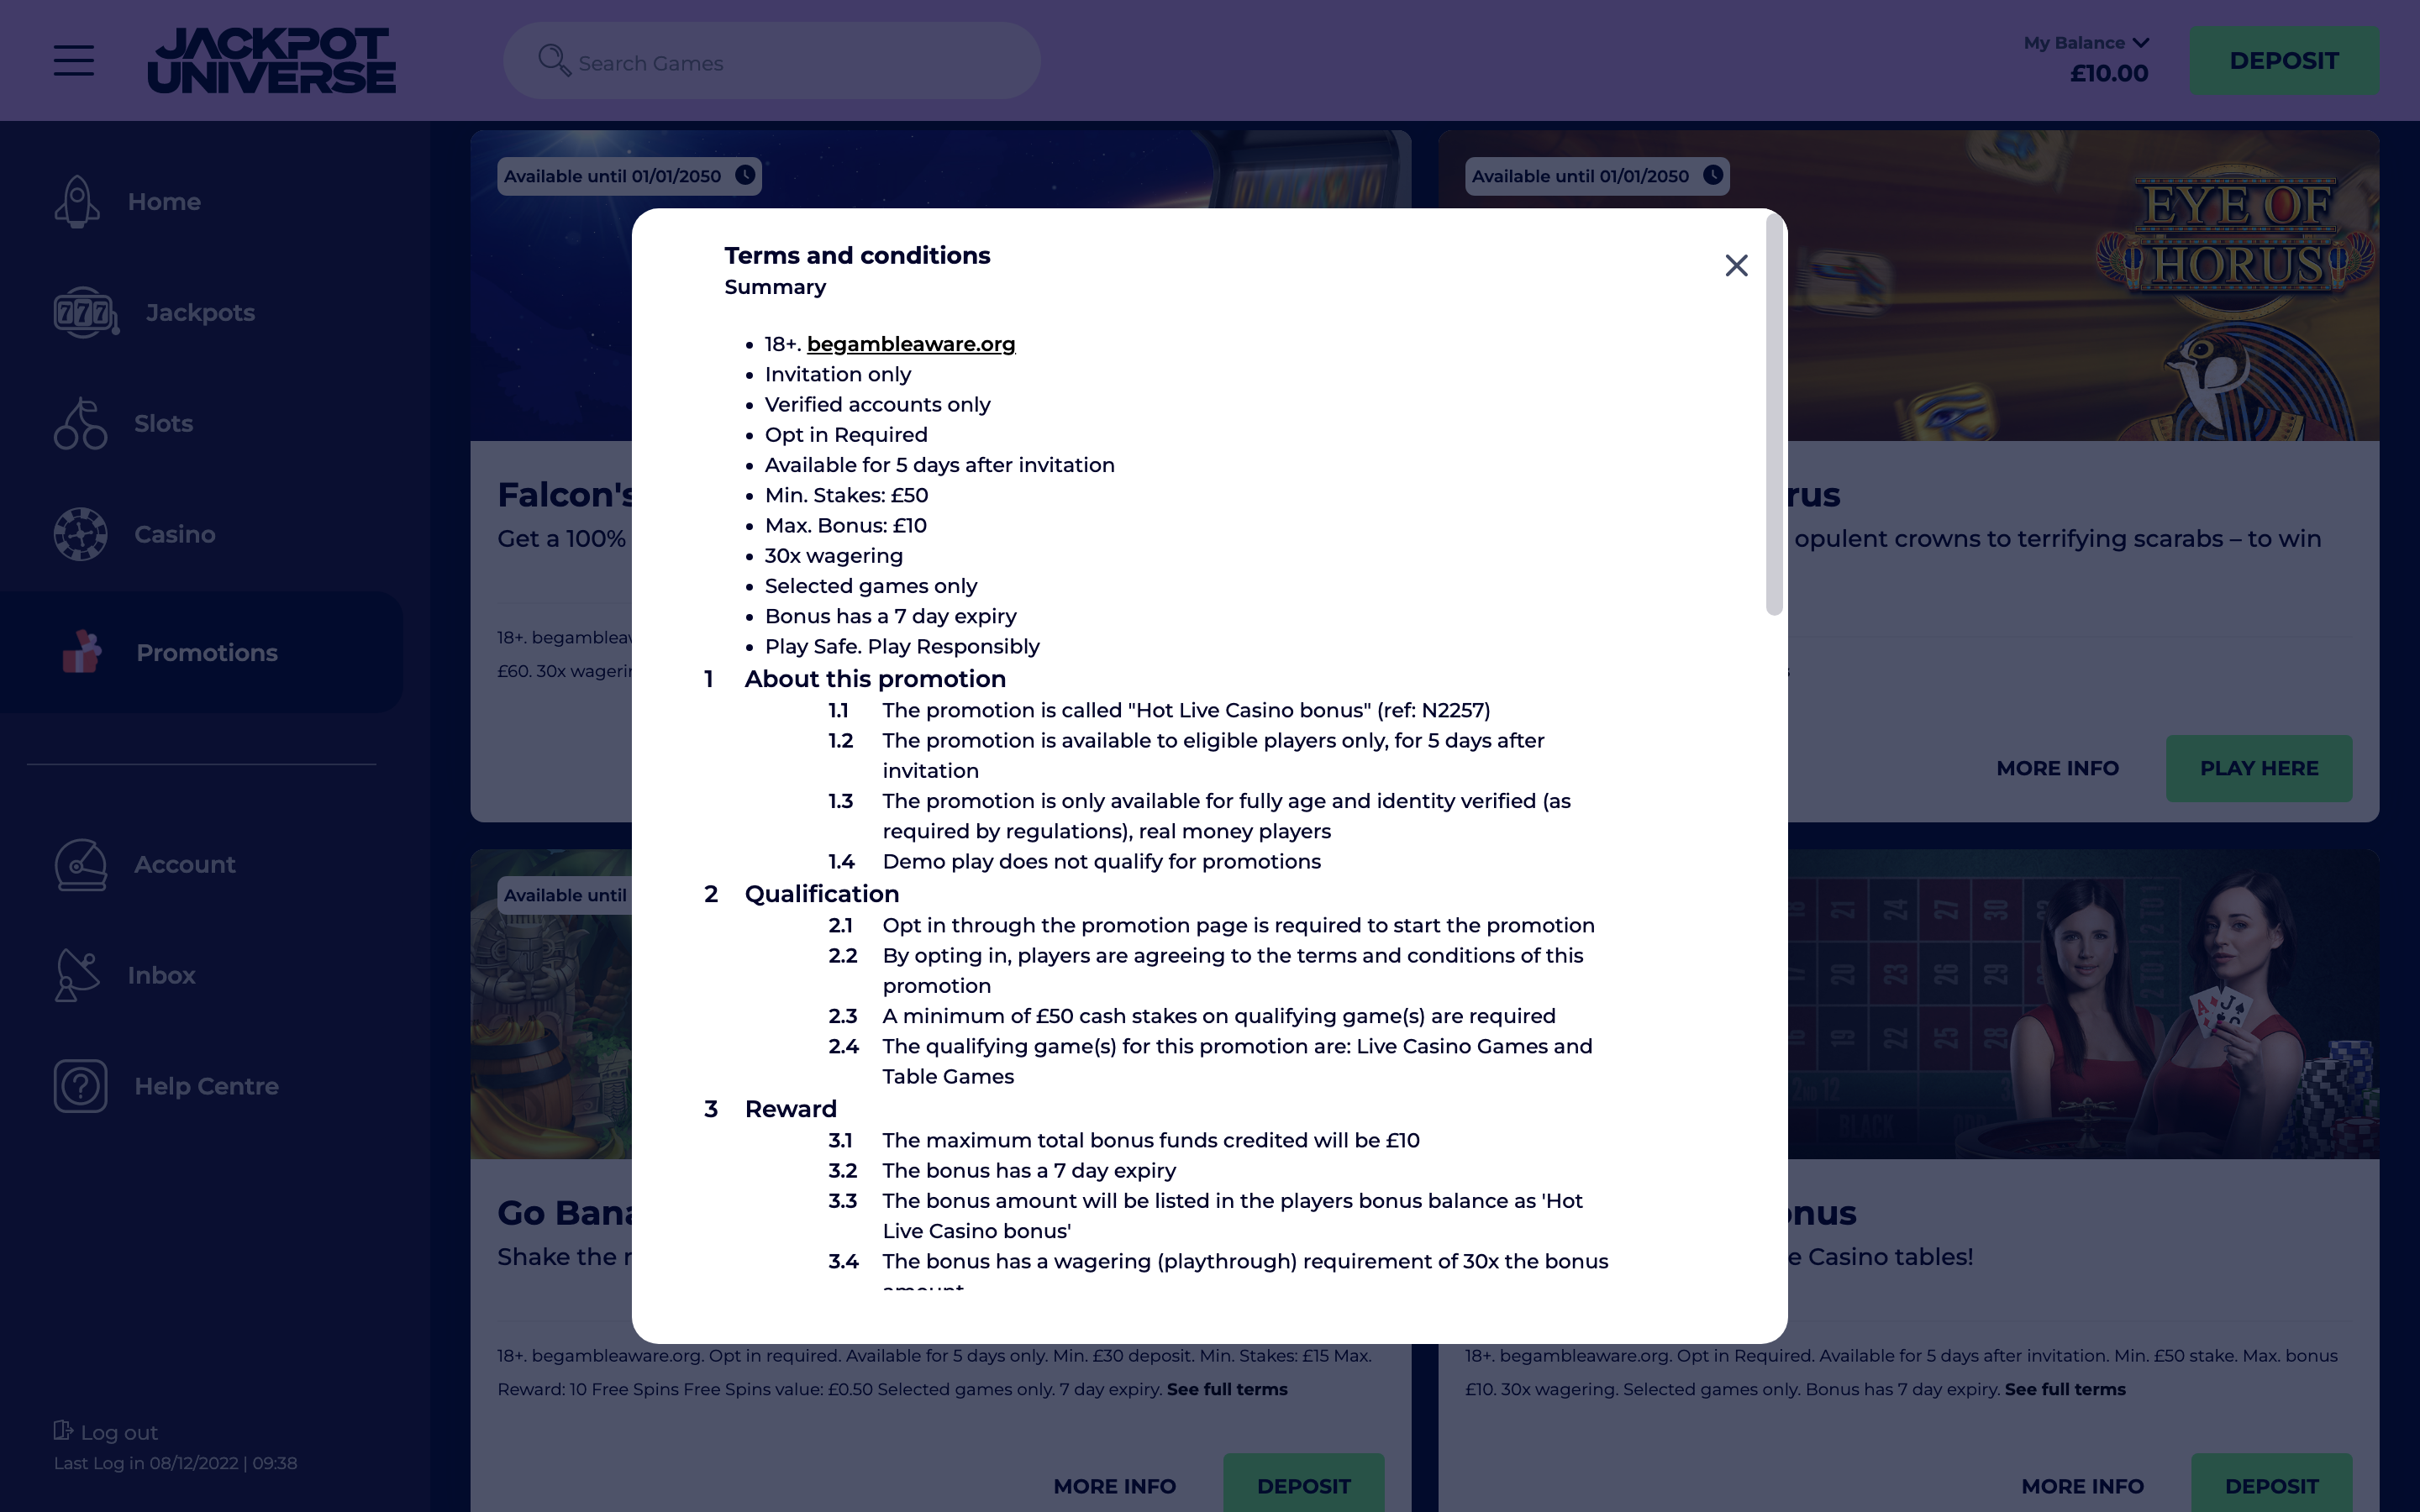 JACKPOT
UNIVERSE
Search Games
My Balance
£10.00
DEPOSIT
Home
Jackpots
Slots
Casino
Promotions
Account
Inbox
Help Centre
Log out
Last Log in 08/12/2022 | 09:38
Available until 01/01/2050
Falcon's
Get a 100%
£60. 30x
Available until 01/01/2050
EYE OF
HORUS
opulent crowns to terrifying scarabs – to win
MORE INFO
PLAY HERE
Terms and conditions
Summary
• 18+. begambleaware.org
• Invitation only
• Verified accounts only
• Opt in Required
• Available for 5 days after invitation
• Min. Stakes: £50
• Max. Bonus: £10
• 30x wagering
• Selected games only
• Bonus has a 7 day expiry
• Play Safe. Play Responsibly
1 About this promotion
1.1 The promotion is called "Hot Live Casino bonus" (ref: N2257)
1.2 The promotion is available to eligible players only, for 5 days after
invitation
1.3 The promotion is only available for fully age and identity verified (as
required by regulations), real money players
1.4 Demo play does not qualify for promotions
2 Qualification
2.1 Opt in through the promotion page is required to start the promotion
2.2 By opting in, players are agreeing to the terms and conditions of this
promotion
2.3 A minimum of £50 cash stakes on qualifying game(s) are required
2.4 The qualifying game(s) for this promotion are: Live Casino Games and
Table Games
3 Reward
3.1 The maximum total bonus funds credited will be £10
3.2 The bonus has a 7 day expiry
3.3 The bonus amount will be listed in the players bonus balance as 'Hot
Live Casino bonus'
3.4 The bonus has a wagering (playthrough) requirement of 30x the bonus
Available until
Go
Shake the
18+. begambleaware.org. Opt in required. Available for 5 days only. Min. £30 deposit. Min. Stakes: £15 Max.
Reward: 10 Free Spins Free Spins value: £0.50 Selected games only. 7 day expiry. See full terms
MORE INFO
DEPOSIT
Casino tables!
18+. begambleaware.org. Opt in Required. Available for 5 days after invitation. Min. £50 stake. Max. bonus
£10. 30x wagering. Selected games only. Bonus has 7 day expiry. See full terms
MORE INFO
DEPOSIT